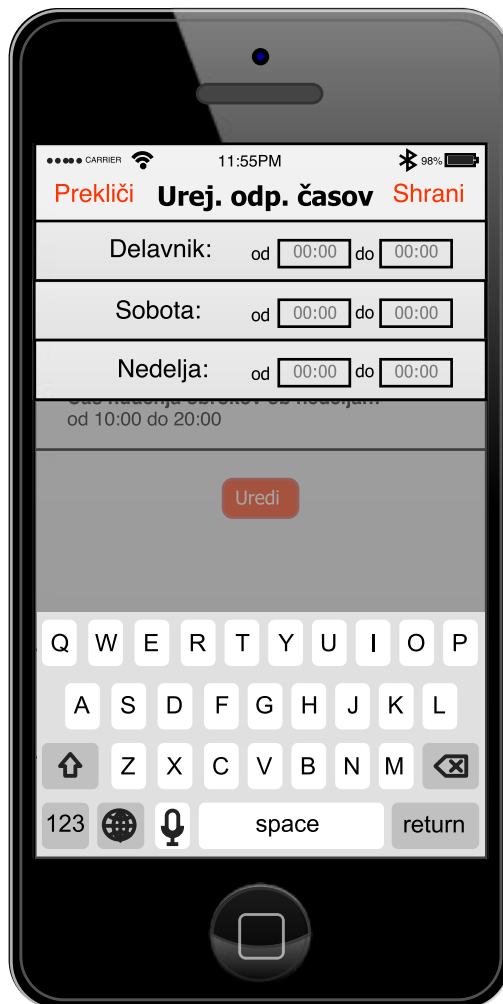 CARRIER 11:55PM 98%
Prekliči Urej. odp. časov Shrani
Delavnik: od 00:00 do 00:00
Sobota: od 00:00 do 00:00
Nedelja: od 00:00 do 00:00
od 10:00 do 20:00
Uredi
Q W E R T Y U I O P
A S D F G H J K L
Z X C V B N M
123 space return